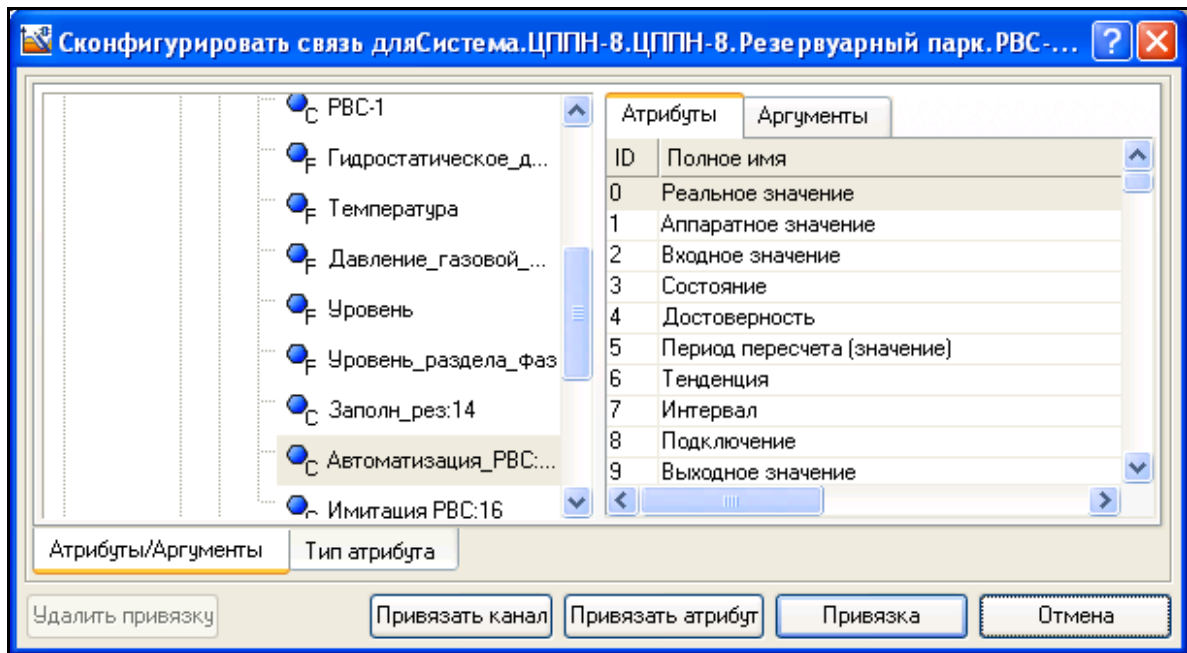 Сконфигурировать связь дляСистема.ЦППН-8.ЦППН-8.Резервуарный парк.РВС-...
C РВС-1
F Гидростатическое_д...
F Температура
F Давление_газовой_...
F Уровень
F Уровень_раздела_фаз
C Заполн_рез:14
C Автоматизация_РВС:...
Имитация РВС:16
Атрибуты Аргументы
ID Полное имя
0 Реальное значение
1 Аппаратное значение
2 Входное значение
3 Состояние
4 Достоверность
5 Период пересчета (значение)
6 Тенденция
7 Интервал
8 Подключение
9 Выходное значение
Атрибуты/Аргументы Тип атрибута
Удалить привязку Привязать канал Привязать атрибут Привязка Отмена